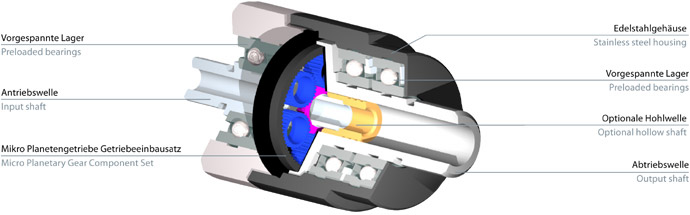 Vorgespannte Lager
Preloaded bearings
Antriebswelle
Input shaft
Mikro Planetengetriebe Getriebeeinbausatz
Micro Planetary Gear Component Set
Edelstahlgehäuse
Stainless steel housing
Vorgespannte Lager
Preloaded bearings
Optionale Hohlwelle
Optional hollow shaft
Abtriebswelle
Output shaft